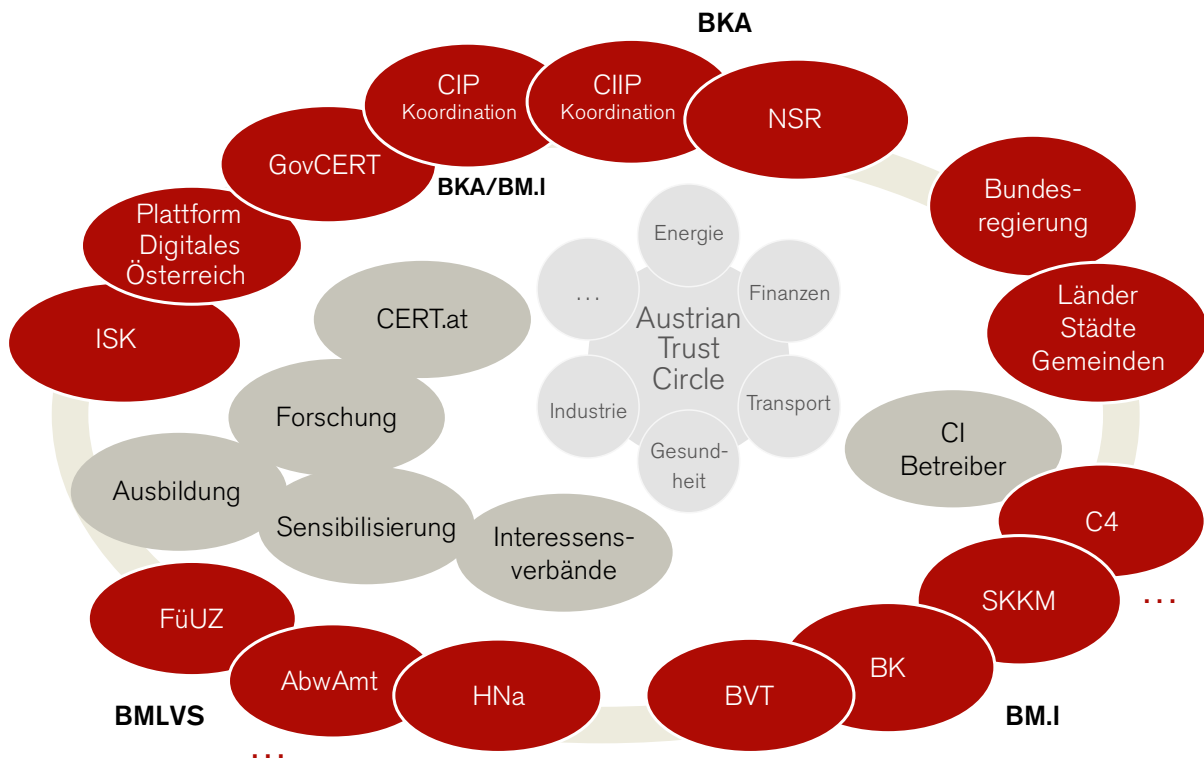 BKA
CIP
Koordination
CIIP
Koordination
NSR
GovCERT
BKA/BM.I
Bundes-
regierung
Plattform
Digitales
Österreich
Energie
...
Finanzen
ISK
CERT.at
Austrian
Trust
Circle
Länder
Städte
Gemeinden
Industrie
Transport
Forschung
Gesund-
heit
CI
Betreiber
Ausbildung
Sensibilisierung
Interessens-
verbände
C4
SKKM
...
FüUZ
AbwAmt
HNa
BVT
BK
BMLVS
BM.I
...